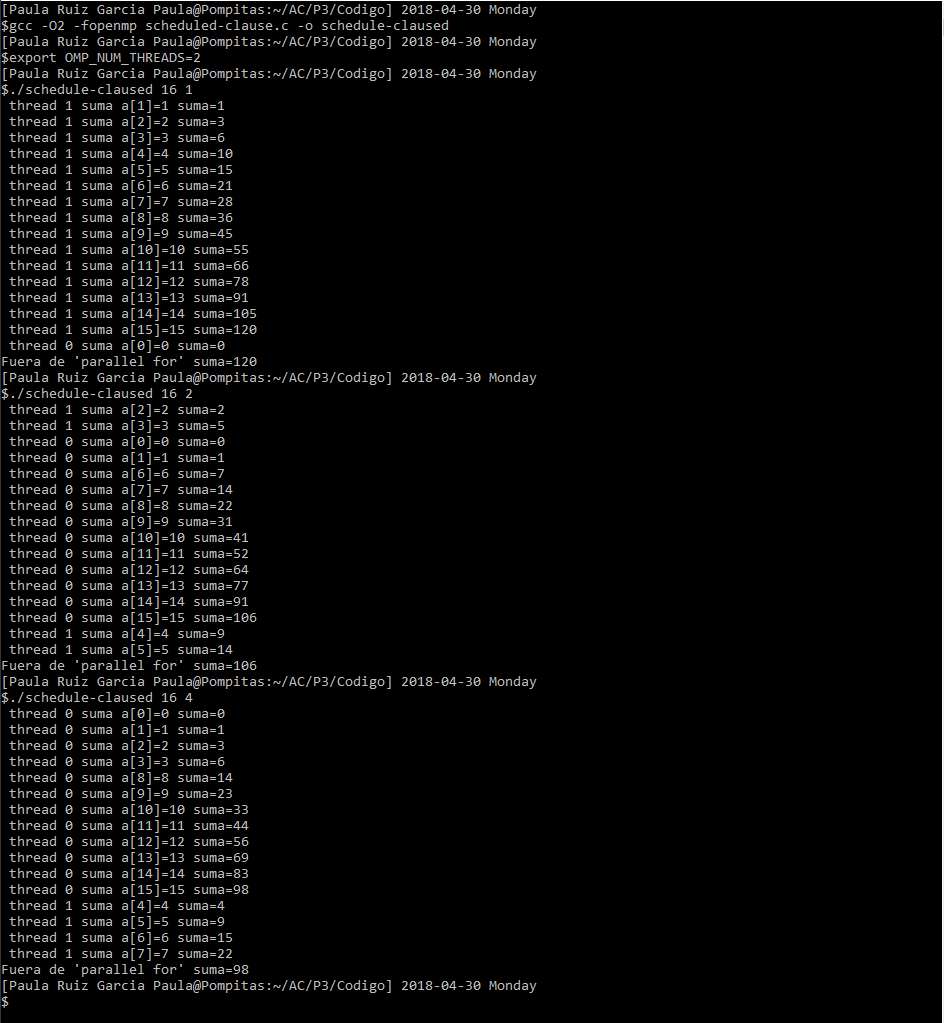 [Paula Ruiz Garcia Paula@Pompitas:~/AC/P3/Codigo] 2018-04-30 Monday
$gcc -O2 -fopenmp scheduled-clause.c -o schedule-claused
[Paula Ruiz Garcia Paula@Pompitas:~/AC/P3/Codigo] 2018-04-30 Monday
$export OMP_NUM_THREADS=2
[Paula Ruiz Garcia Paula@Pompitas:~/AC/P3/Codigo] 2018-04-30 Monday
$./schedule-claused 16 1
 thread 1 suma a[1]=1 suma=1
 thread 1 suma a[2]=2 suma=3
 thread 1 suma a[3]=3 suma=6
 thread 1 suma a[4]=4 suma=10
 thread 1 suma a[5]=5 suma=15
 thread 1 suma a[6]=6 suma=21
 thread 1 suma a[7]=7 suma=28
 thread 1 suma a[8]=8 suma=36
 thread 1 suma a[9]=9 suma=45
 thread 1 suma a[10]=10 suma=55
 thread 1 suma a[11]=11 suma=66
 thread 1 suma a[12]=12 suma=78
 thread 1 suma a[13]=13 suma=91
 thread 1 suma a[14]=14 suma=105
 thread 1 suma a[15]=15 suma=120
 thread 0 suma a[0]=0 suma=0
Fuera de 'parallel for' suma=120
[Paula Ruiz Garcia Paula@Pompitas:~/AC/P3/Codigo] 2018-04-30 Monday
$./schedule-claused 16 2
 thread 1 suma a[2]=2 suma=2
 thread 1 suma a[3]=3 suma=5
 thread 0 suma a[0]=0 suma=0
 thread 0 suma a[1]=1 suma=1
 thread 0 suma a[6]=6 suma=7
 thread 0 suma a[7]=7 suma=14
 thread 0 suma a[8]=8 suma=22
 thread 0 suma a[9]=9 suma=31
 thread 0 suma a[10]=10 suma=41
 thread 0 suma a[11]=11 suma=52
 thread 0 suma a[12]=12 suma=64
 thread 0 suma a[13]=13 suma=77
 thread 0 suma a[14]=14 suma=91
 thread 0 suma a[15]=15 suma=106
 thread 1 suma a[4]=4 suma=9
 thread 1 suma a[5]=5 suma=14
Fuera de 'parallel for' suma=106
[Paula Ruiz Garcia Paula@Pompitas:~/AC/P3/Codigo] 2018-04-30 Monday
$./schedule-claused 16 4
 thread 0 suma a[0]=0 suma=0
 thread 0 suma a[1]=1 suma=1
 thread 0 suma a[2]=2 suma=3
 thread 0 suma a[3]=3 suma=6
 thread 0 suma a[8]=8 suma=14
 thread 0 suma a[9]=9 suma=23
 thread 0 suma a[10]=10 suma=33
 thread 0 suma a[11]=11 suma=44
 thread 0 suma a[12]=12 suma=56
 thread 0 suma a[13]=13 suma=69
 thread 0 suma a[14]=14 suma=83
 thread 0 suma a[15]=15 suma=98
 thread 1 suma a[4]=4 suma=4
 thread 1 suma a[5]=5 suma=9
 thread 1 suma a[6]=6 suma=15
 thread 1 suma a[7]=7 suma=22
Fuera de 'parallel for' suma=98
[Paula Ruiz Garcia Paula@Pompitas:~/AC/P3/Codigo] 2018-04-30 Monday
$